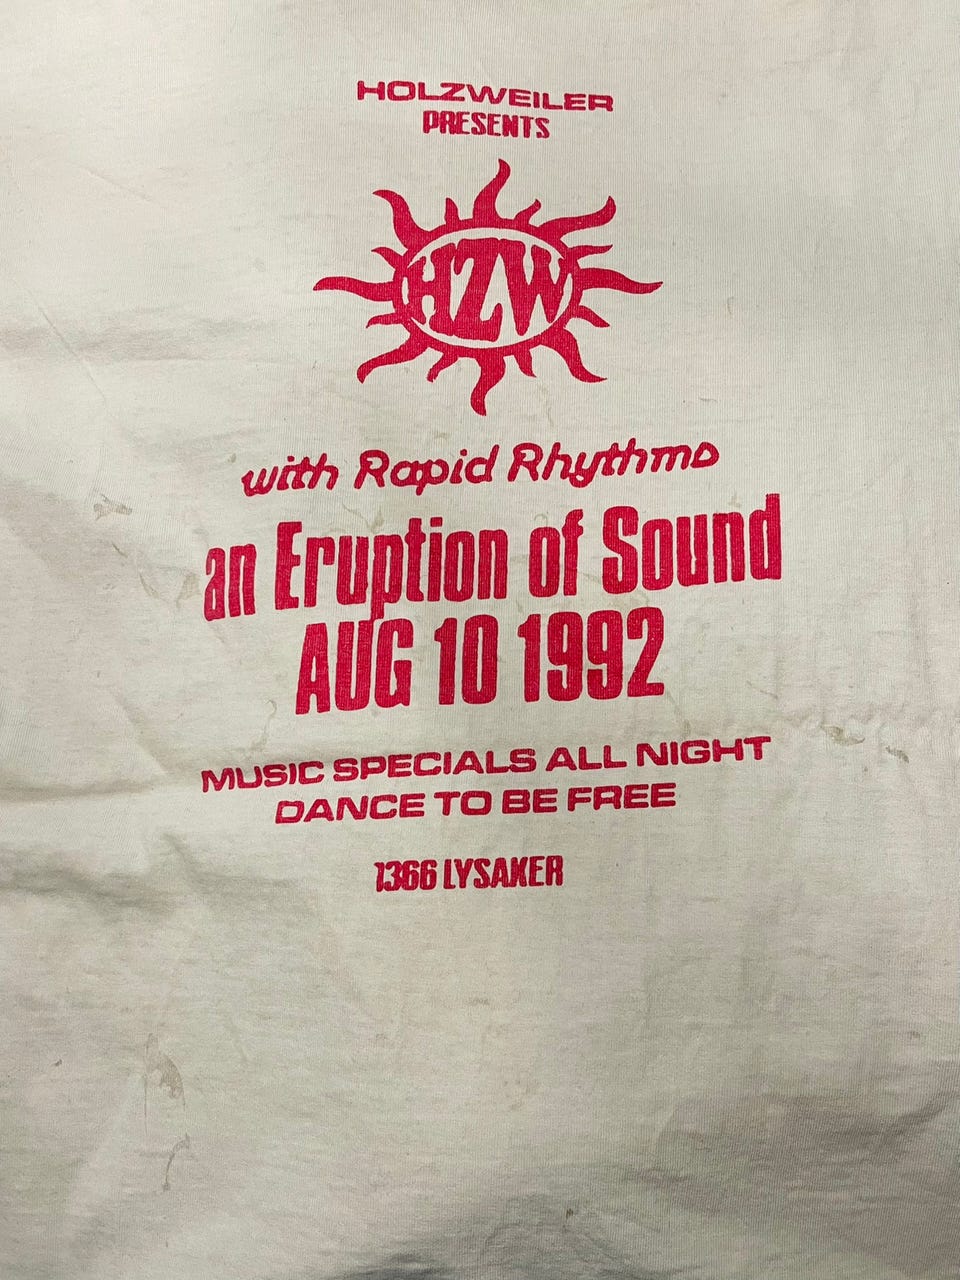 HOLZWEILER
PRESENTS
HZW
with Rapid Rhythms
an Eruption of Sound
AUG 10 1992
MUSIC SPECIALS ALL NIGHT
DANCE TO BE FREE
1366 LYSAKER